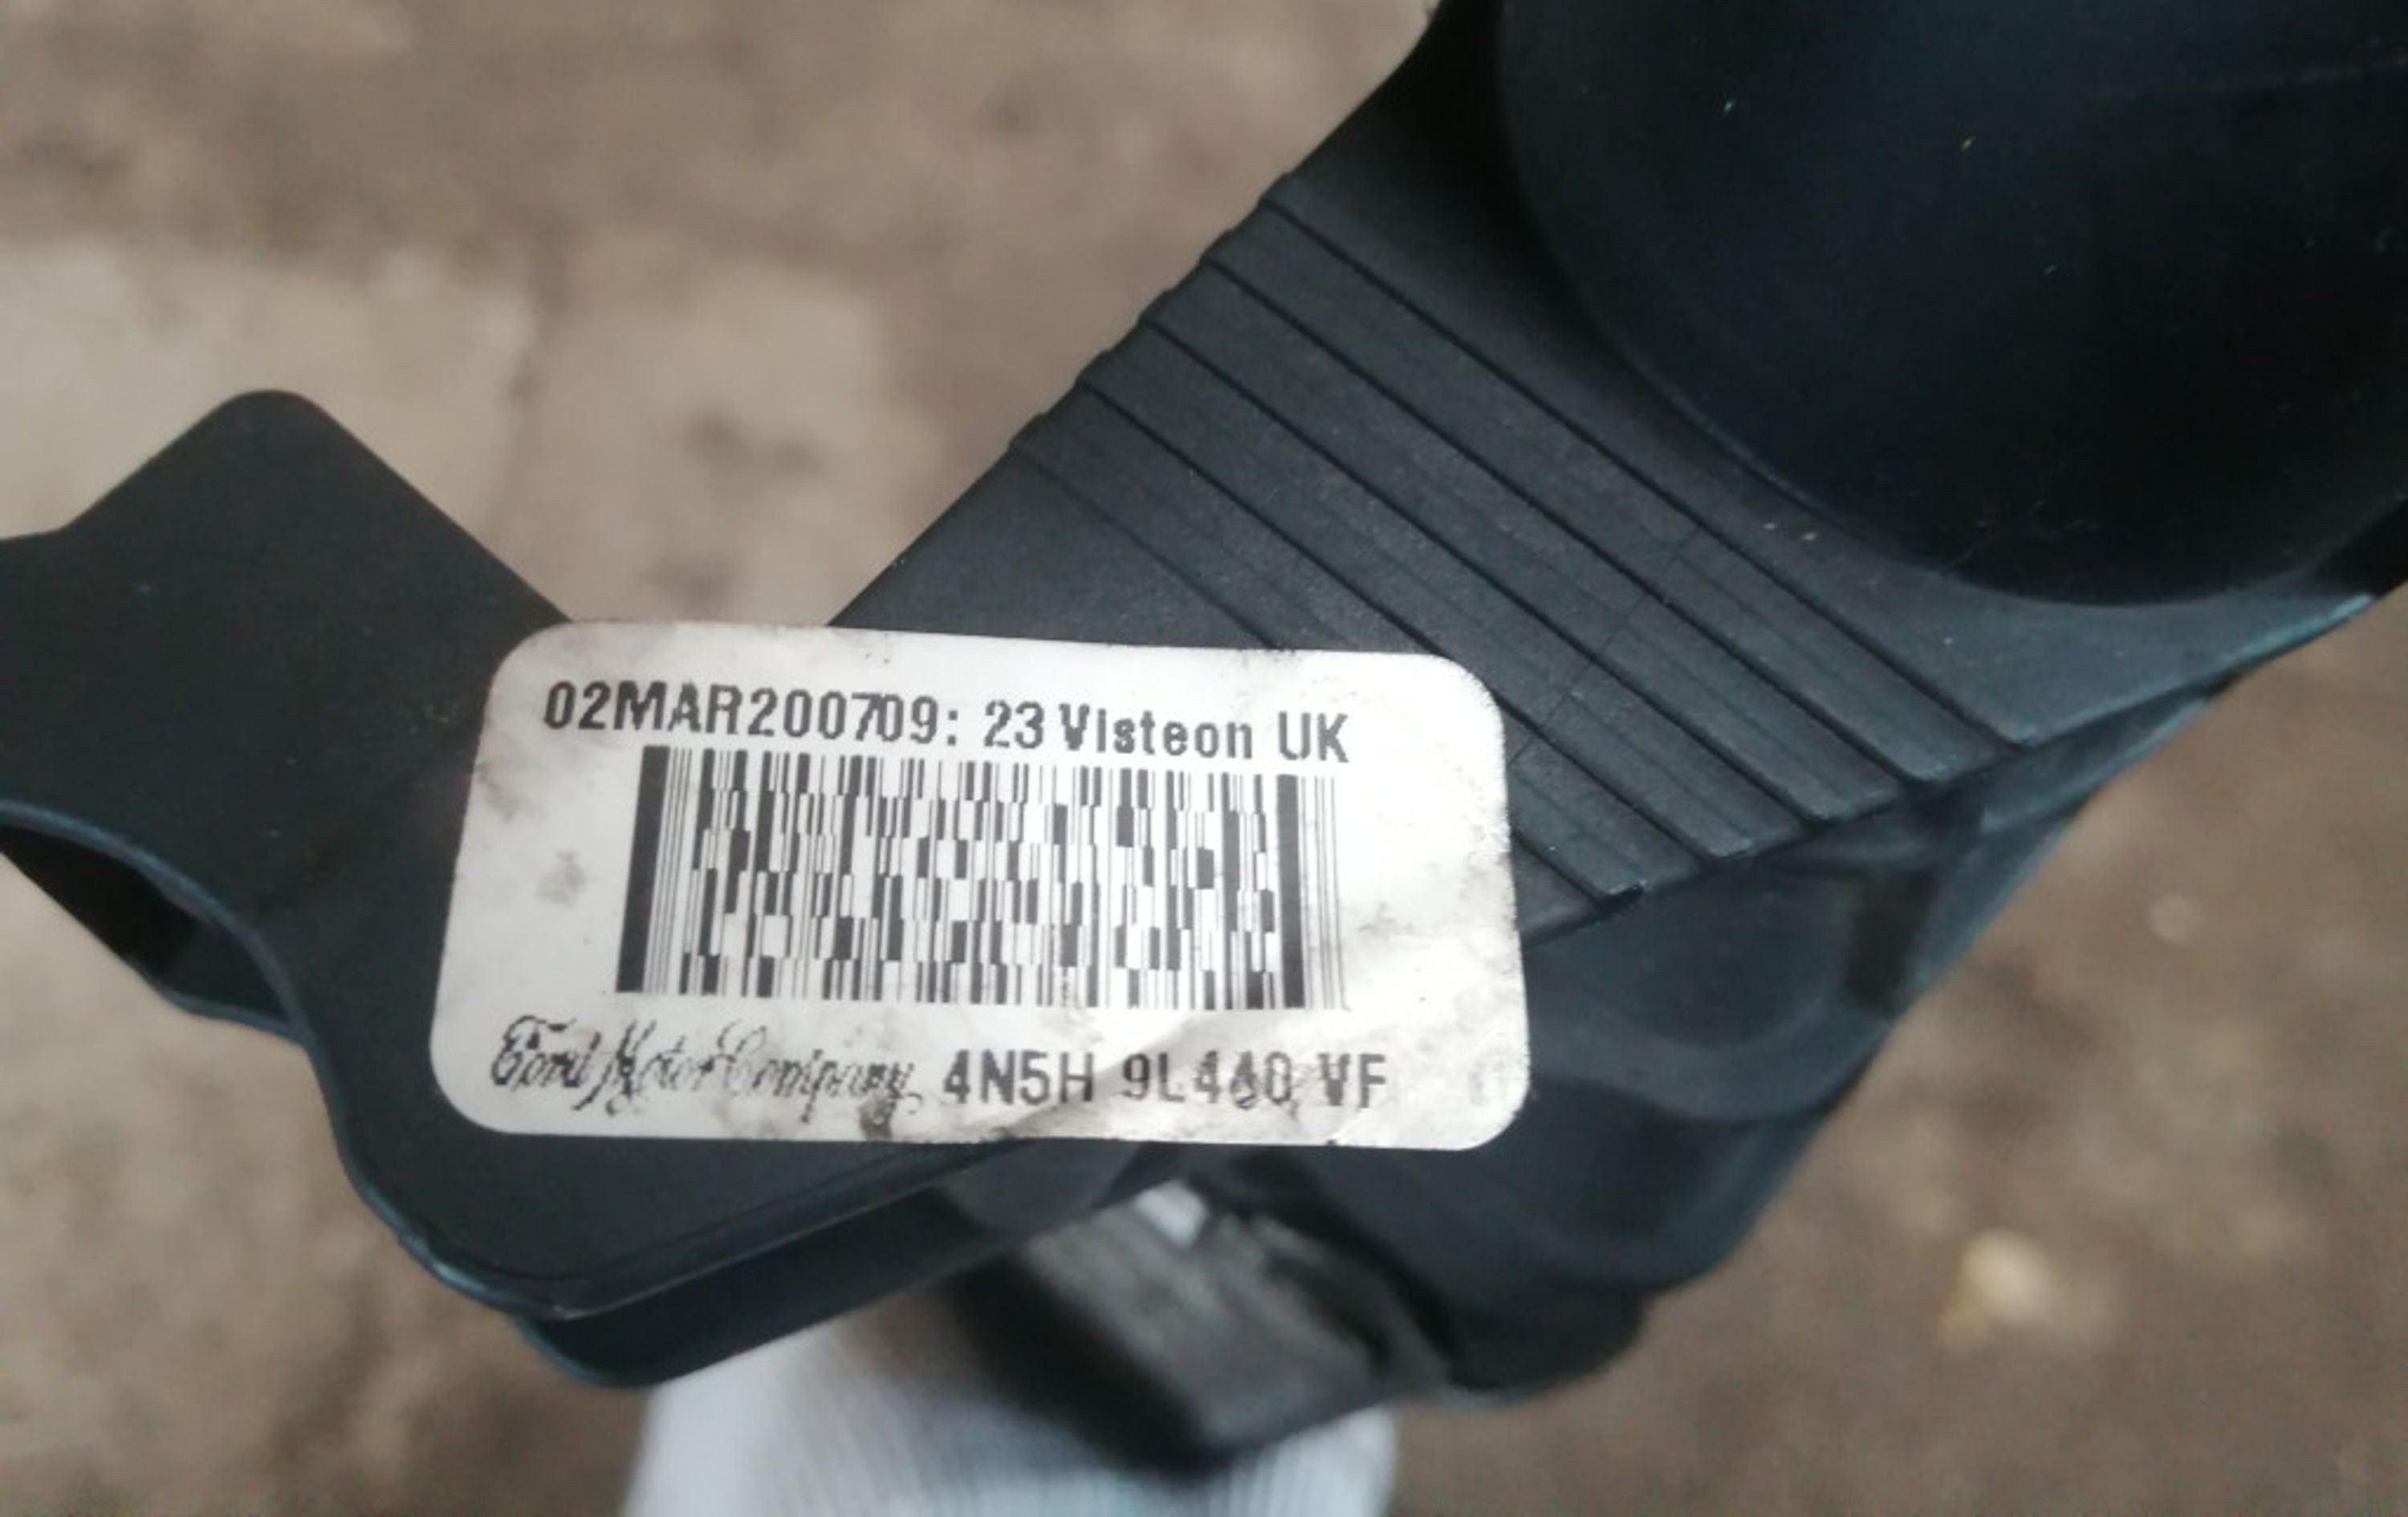 02MAR200709: 23 Visteon UK
Ford Motor Company 4N5H 9L440 VF